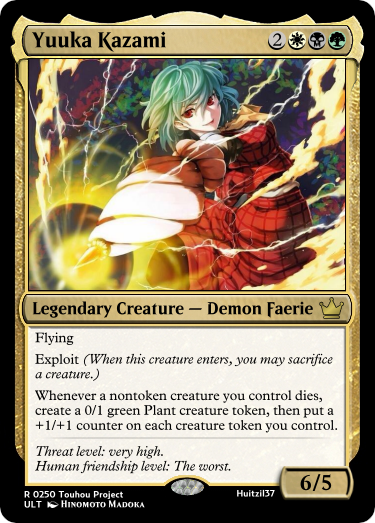 Yuuka Kazami 2
Legendary Creature — Demon Faerie
Flying
Exploit (When this creature enters, you may sacrifice
a creature.)
Whenever a nontoken creature you control dies,
create a 0/1 green Plant creature token, then put a
+1/+1 counter on each creature token you control.
Threat level: very high.
Human friendship level: The worst.
6/5
R 0250 Touhou Project Huitzil37
ULT HINOMOTO MADOKA